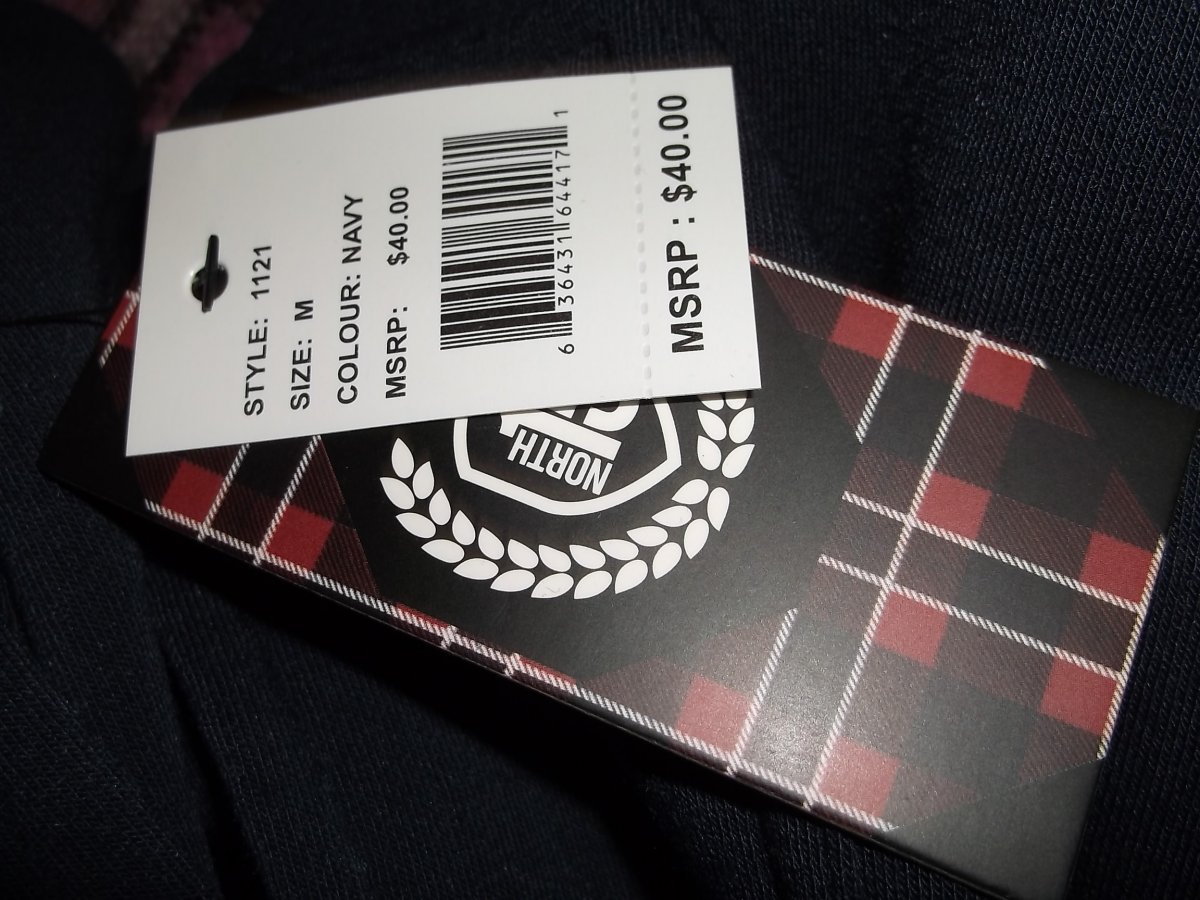 STYLE: 1121
SIZE: M
COLOUR: NAVY
MSRP: $40.00
6 36431 64417 1
MSRP : $40.00
NORTH